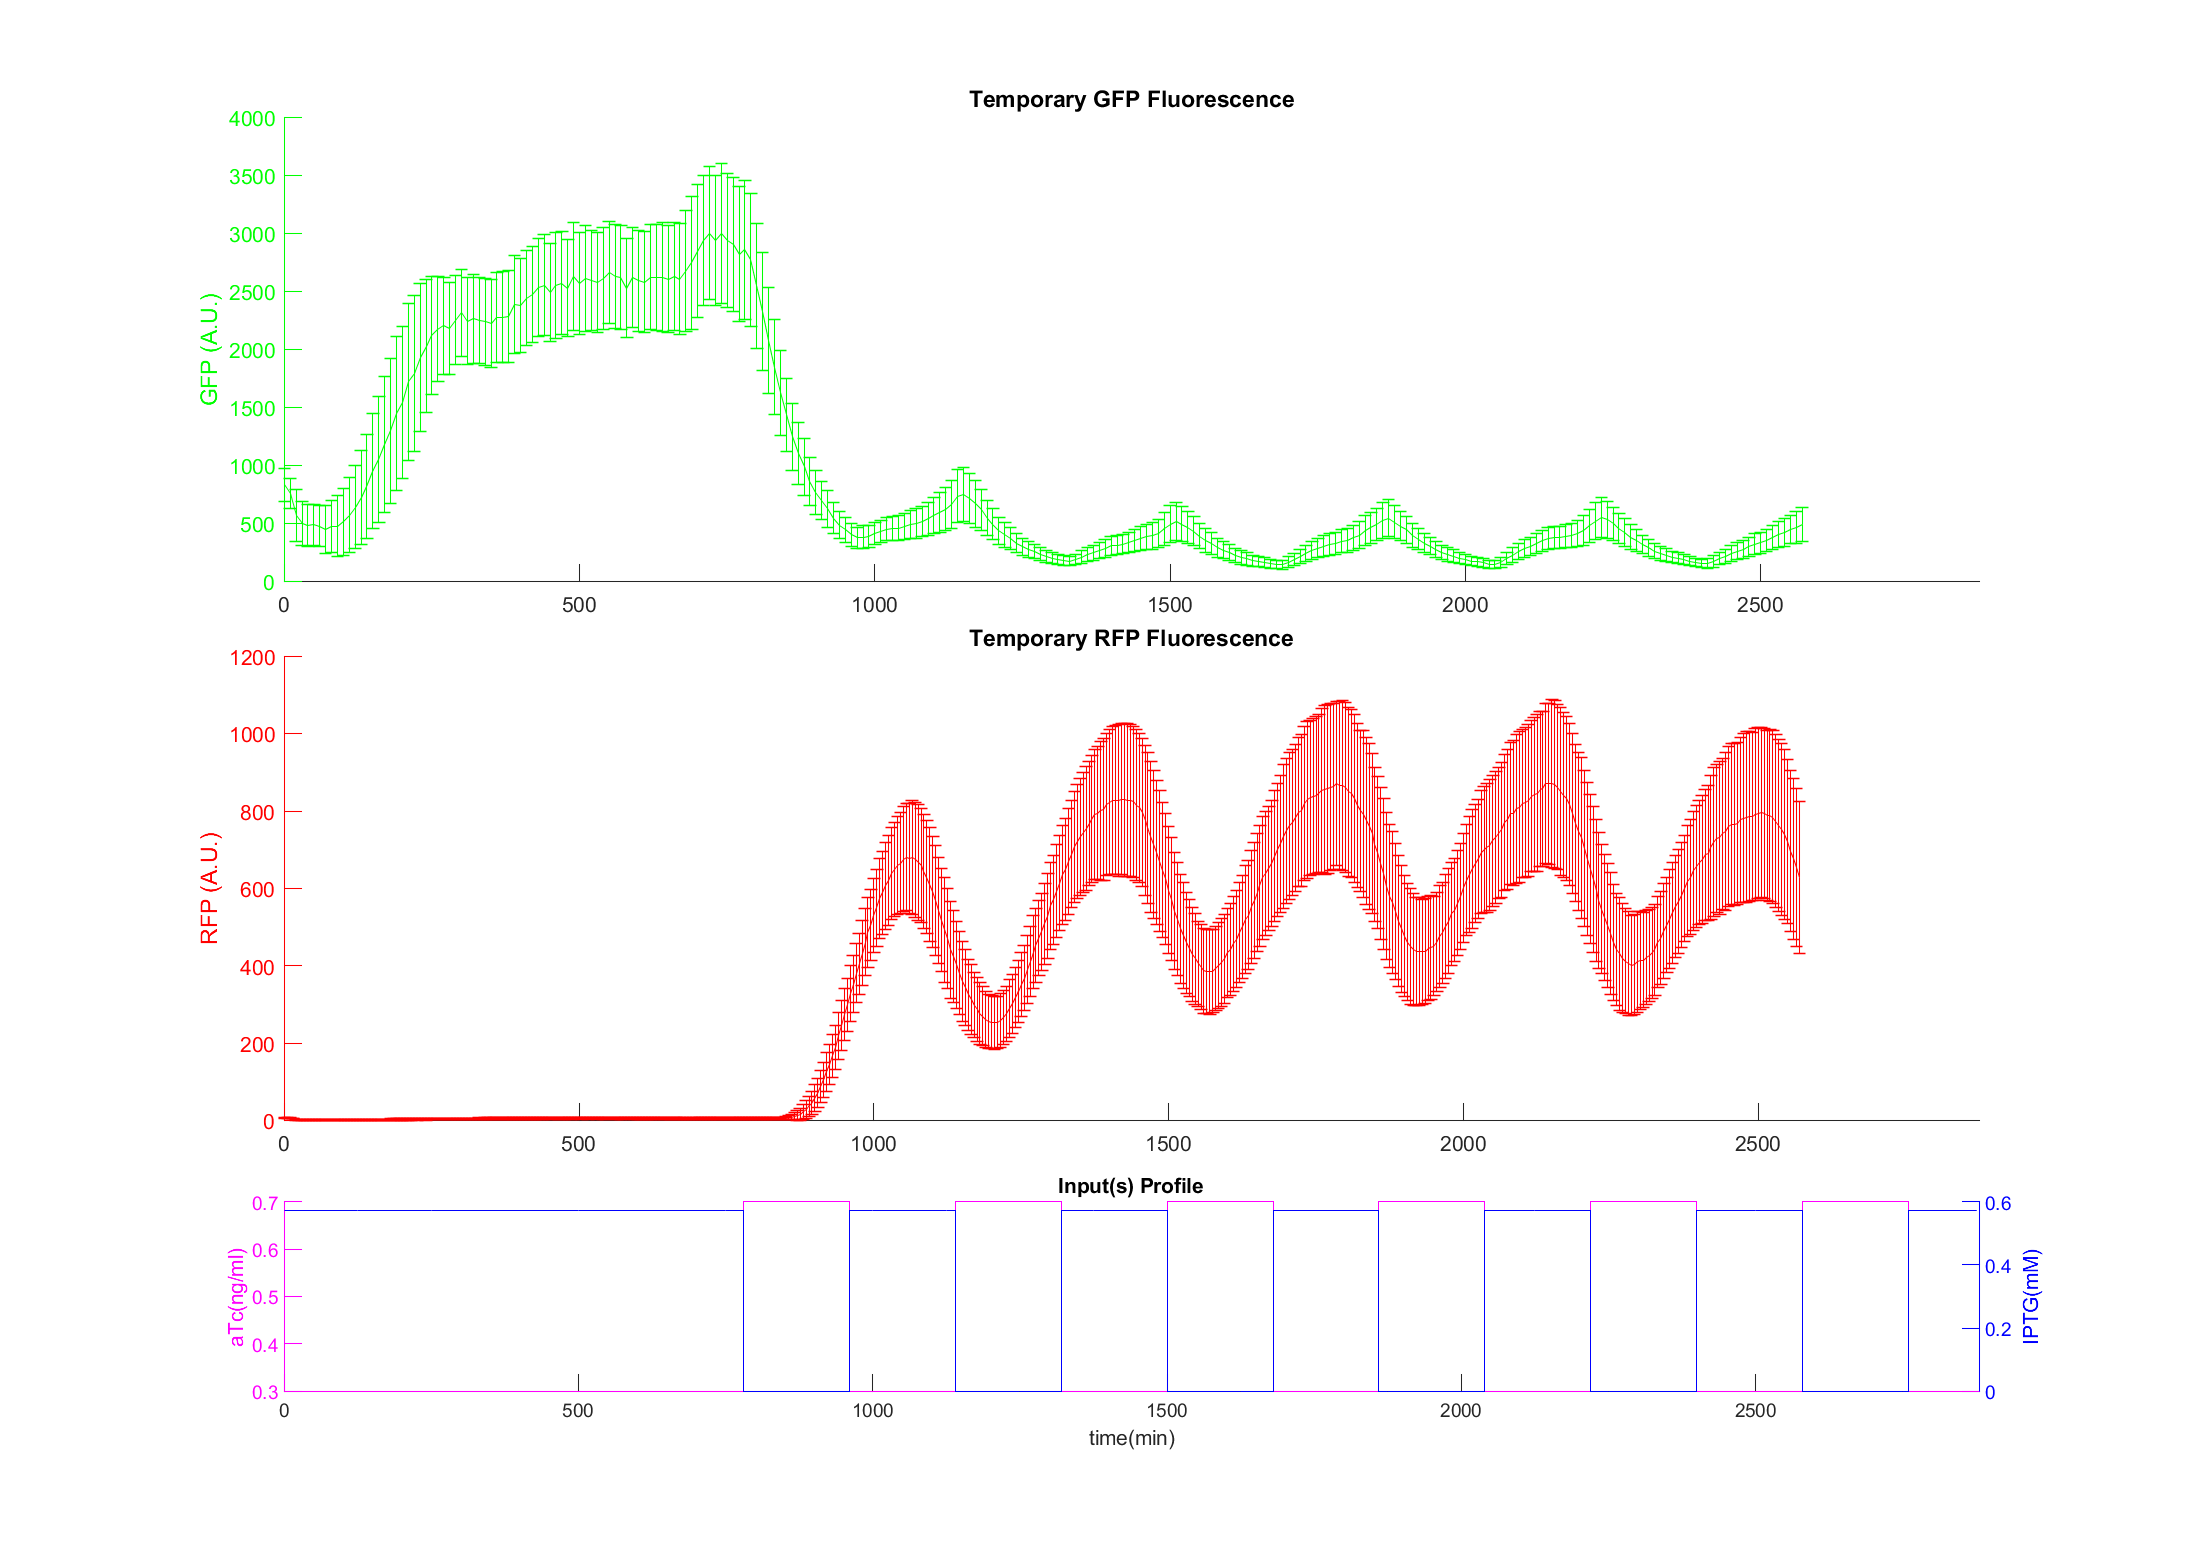 Temporary GFP Fluorescence
4000
3500
3000
2500
2000
1500
1000
500
0
GFP (A.U.)
0 500 1000 1500 2000 2500
Temporary RFP Fluorescence
1200
1000
800
600
400
200
0
RFP (A.U.)
0 500 1000 1500 2000 2500
Input(s) Profile
0.7
0.6
0.5
0.4
0.3
aTc(ng/ml)
0.6
0.4
0.2
0
IPTG(mM)
0 500 1000 1500 2000 2500
time(min)